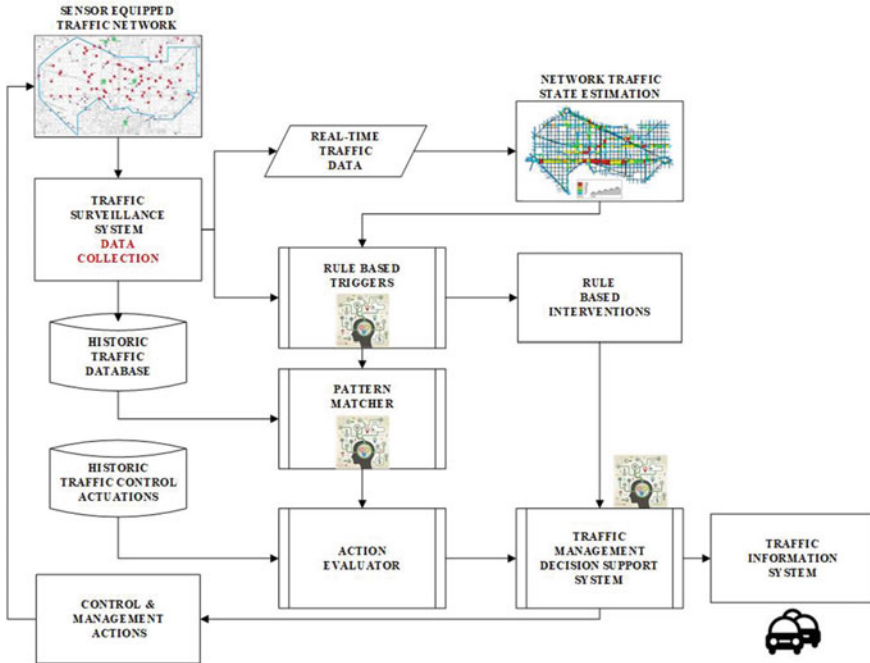 SENSOR EQUIPPED
TRAFFIC NETWORK
NETWORK TRAFFIC
STATE ESTIMATION
REAL-TIME
TRAFFIC
DATA
TRAFFIC
SURVEILLANCE
SYSTEM
DATA
COLLECTION
RULE BASED
TRIGGERS
RULE
BASED
INTERVENTIONS
HISTORIC
TRAFFIC
DATABASE
PATTERN
MATCHER
HISTORIC
TRAFFIC CONTROL
ACTUATIONS
ACTION
EVALUATOR
TRAFFIC
MANAGEMENT
DECISION SUPPORT
SYSTEM
TRAFFIC
INFORMATION
SYSTEM
CONTROL &
MANAGEMENT
ACTIONS